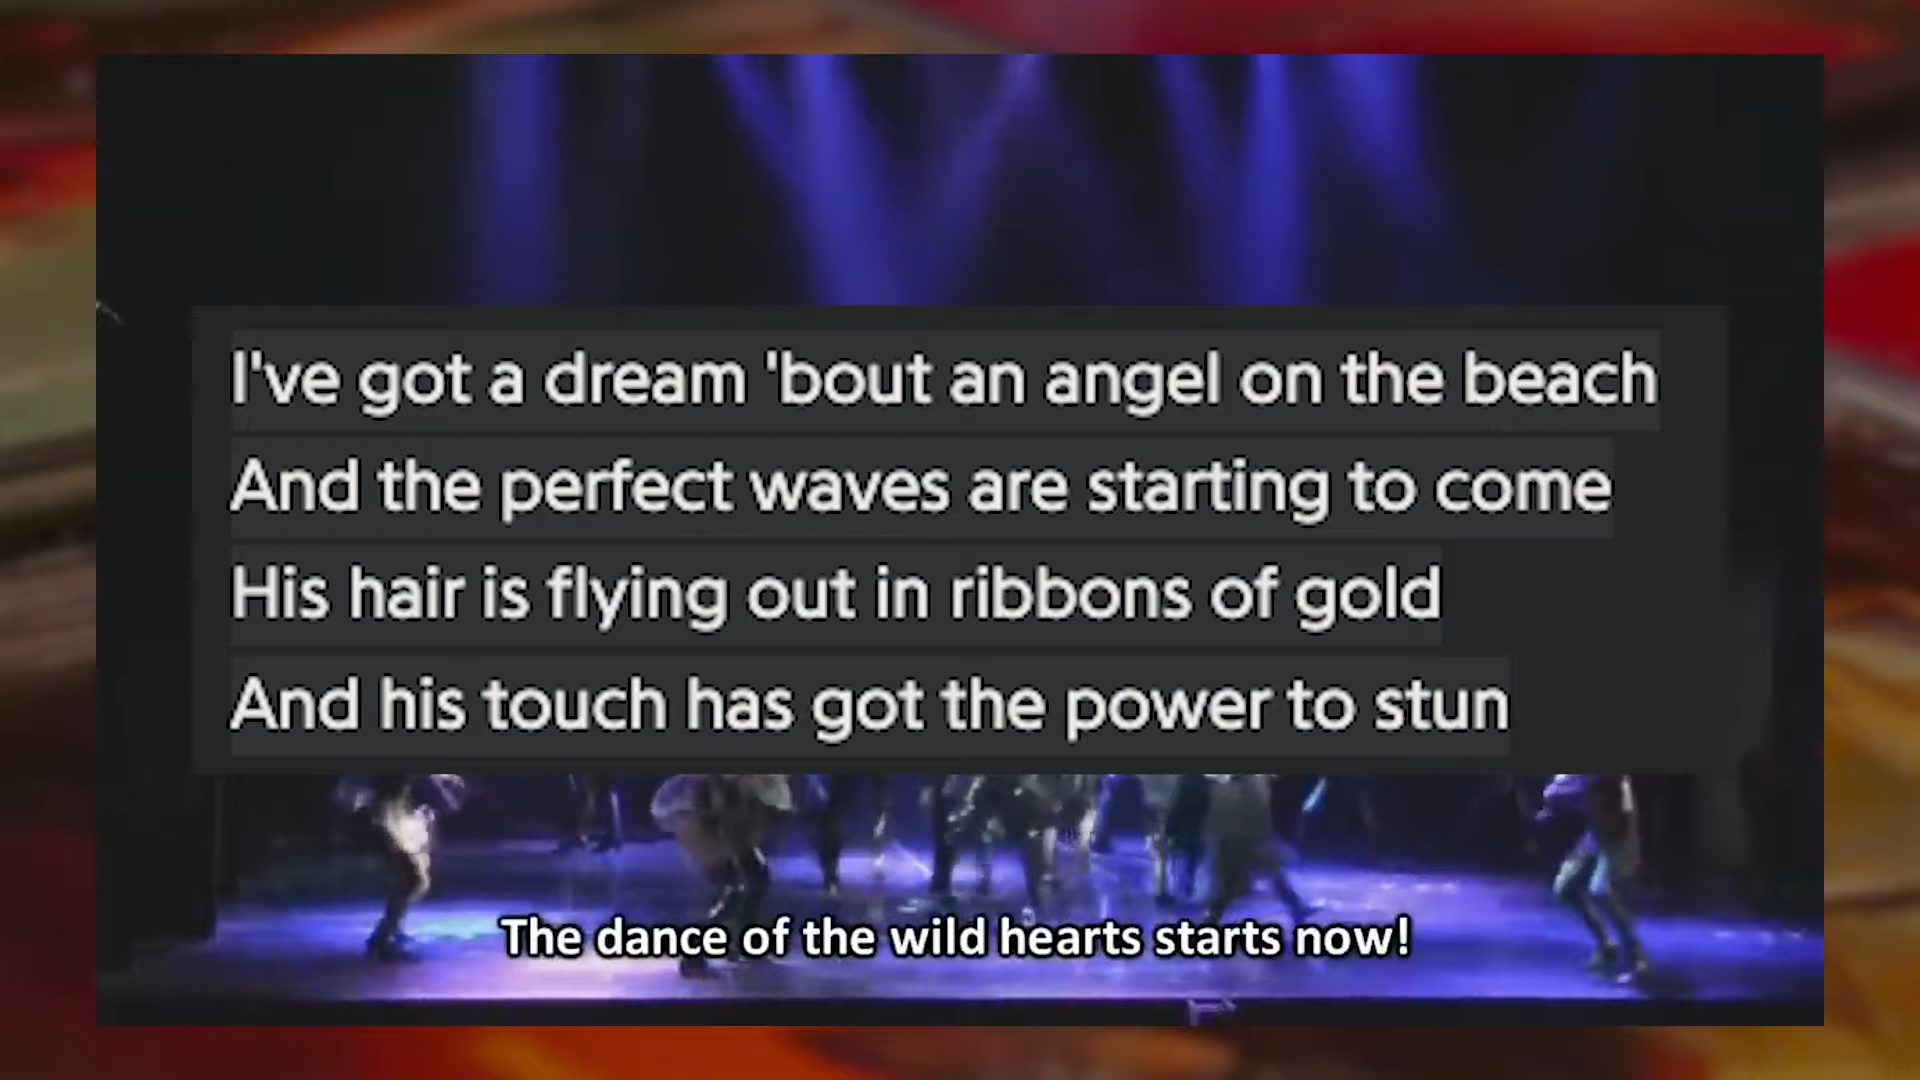 I've got a dream 'bout an angel on the beach
And the perfect waves are starting to come
His hair is flying out in ribbons of gold
And his touch has got the power to stun
The dance of the wild hearts starts now!